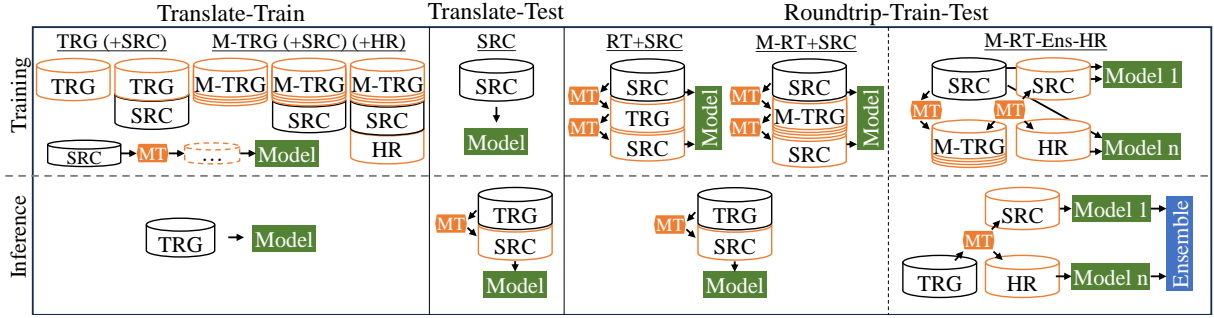 Translate-Train
Translate-Test
Roundtrip-Train-Test
Training
TRG (+SRC)
M-TRG (+SRC) (+HR)
TRG
TRG
SRC
M-TRG
M-TRG
SRC
M-TRG
SRC
HR
SRC
MT
...
Model
SRC
SRC
Model
RT+SRC
SRC
MT
TRG
MT
SRC
Model
M-RT+SRC
SRC
MT
M-TRG
MT
SRC
Model
M-RT-Ens-HR
SRC
SRC
Model 1
MT
MT
M-TRG
HR
Model n
Inference
TRG
Model
TRG
MT
SRC
Model
TRG
MT
SRC
Model
SRC
Model 1
MT
TRG
HR
Model n
Ensemble